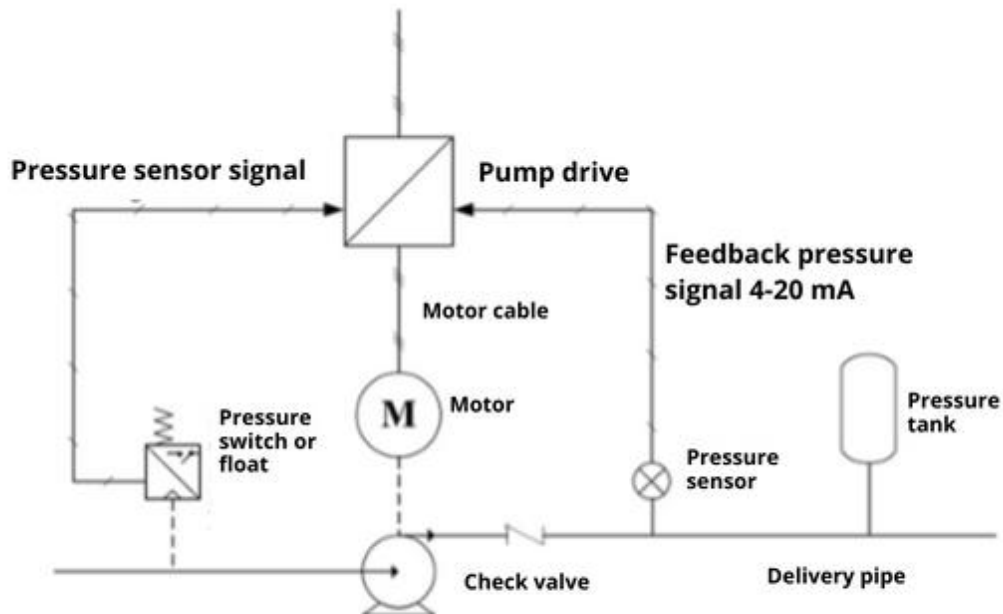 Pressure sensor signal
Pump drive
Feedback pressure
signal 4-20 mA
Motor cable
Pressure
switch or
float
M
Motor
Pressure
tank
Pressure
sensor
Check valve
Delivery pipe